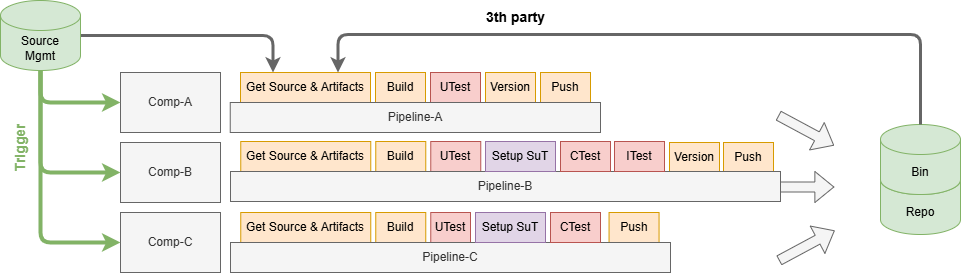 3th party
Source
Mgmt
Trigger
Comp-A
Get Source & Artifacts
Build
UTest
Version
Push
Pipeline-A
Comp-B
Get Source & Artifacts
Build
UTest
Setup SuT
CTest
ITest
Version
Push
Pipeline-B
Comp-C
Get Source & Artifacts
Build
UTest
Setup SuT
CTest
Push
Pipeline-C
Bin
Repo